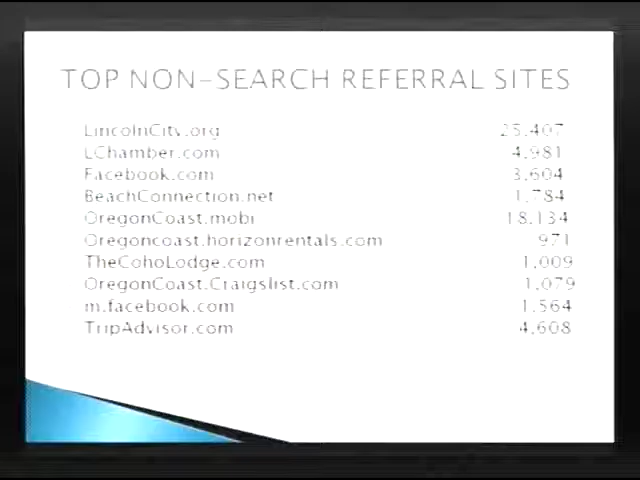 TOP NON-SEARCH REFERRAL SITES
LincolnCity.org 25,407
LChamber.com 4,981
Facebook.com 3,604
BeachConnection.net 1,784
OregonCoast.mobi 18,134
Oregoncoast.horizonrentals.com 971
TheCohoLodge.com 1,009
OregonCoast.Craigslist.com 1,079
m.facebook.com 1,564
TripAdvisor.com 4,608